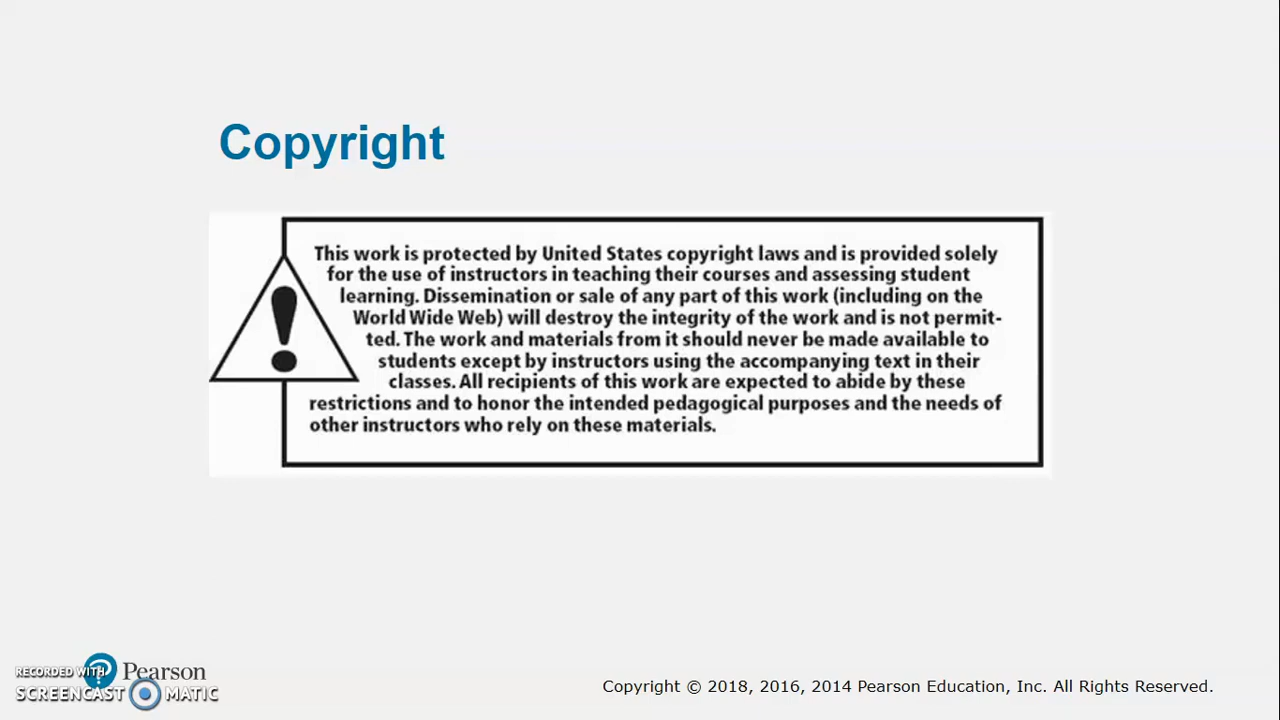 Copyright
This work is protected by United States copyright laws and is provided solely
for the use of instructors in teaching their courses and assessing student
learning. Dissemination or sale of any part of this work (including on the
World Wide Web) will destroy the integrity of the work and is not permit-
ted. The work and materials from it should never be made available to
students except by instructors using the accompanying text in their
classes. All recipients of this work are expected to abide by these
restrictions and to honor the intended pedagogical purposes and the needs of
other instructors who rely on these materials.
Pearson
RECORDED WITH
SCREENCAST MATIC
Copyright © 2018, 2016, 2014 Pearson Education, Inc. All Rights Reserved.